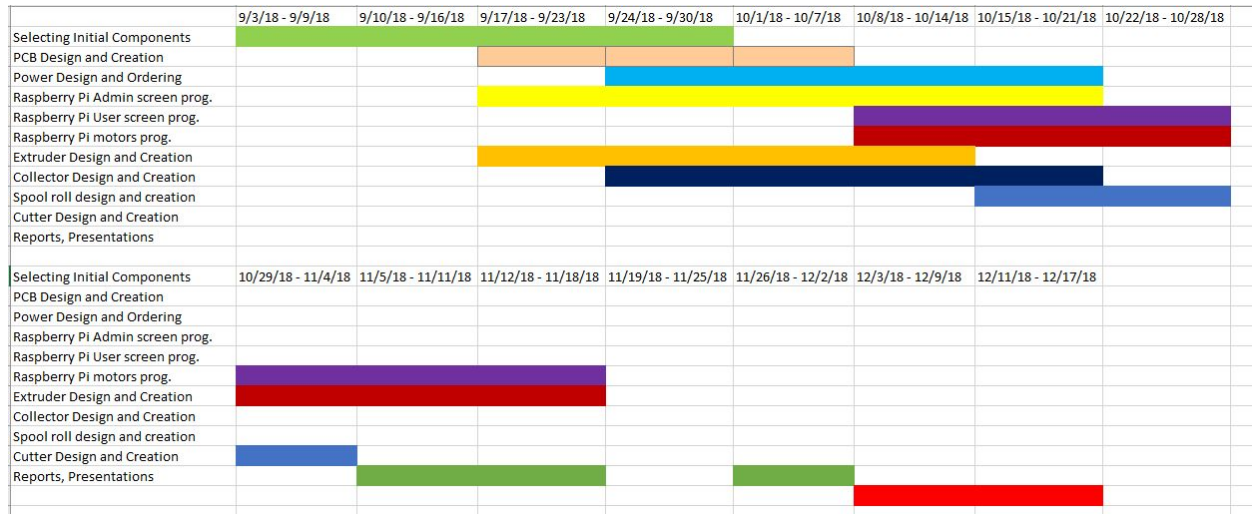 9/3/18 - 9/9/18 9/10/18 - 9/16/18 9/17/18 - 9/23/18 9/24/18 - 9/30/18 10/1/18 - 10/7/18 10/8/18 - 10/14/18 10/15/18 - 10/21/18 10/22/18 - 10/28/18
Selecting Initial Components
PCB Design and Creation
Power Design and Ordering
Raspberry Pi Admin screen prog.
Raspberry Pi User screen prog.
Raspberry Pi motors prog.
Extruder Design and Creation
Collector Design and Creation
Spool roll design and creation
Cutter Design and Creation
Reports, Presentations
Selecting Initial Components 10/29/18 - 11/4/18 11/5/18 - 11/11/18 11/12/18 - 11/18/18 11/19/18 - 11/25/18 11/26/18 - 12/2/18 12/3/18 - 12/9/18 12/11/18 - 12/17/18
PCB Design and Creation
Power Design and Ordering
Raspberry Pi Admin screen prog.
Raspberry Pi User screen prog.
Raspberry Pi motors prog.
Extruder Design and Creation
Collector Design and Creation
Spool roll design and creation
Cutter Design and Creation
Reports, Presentations